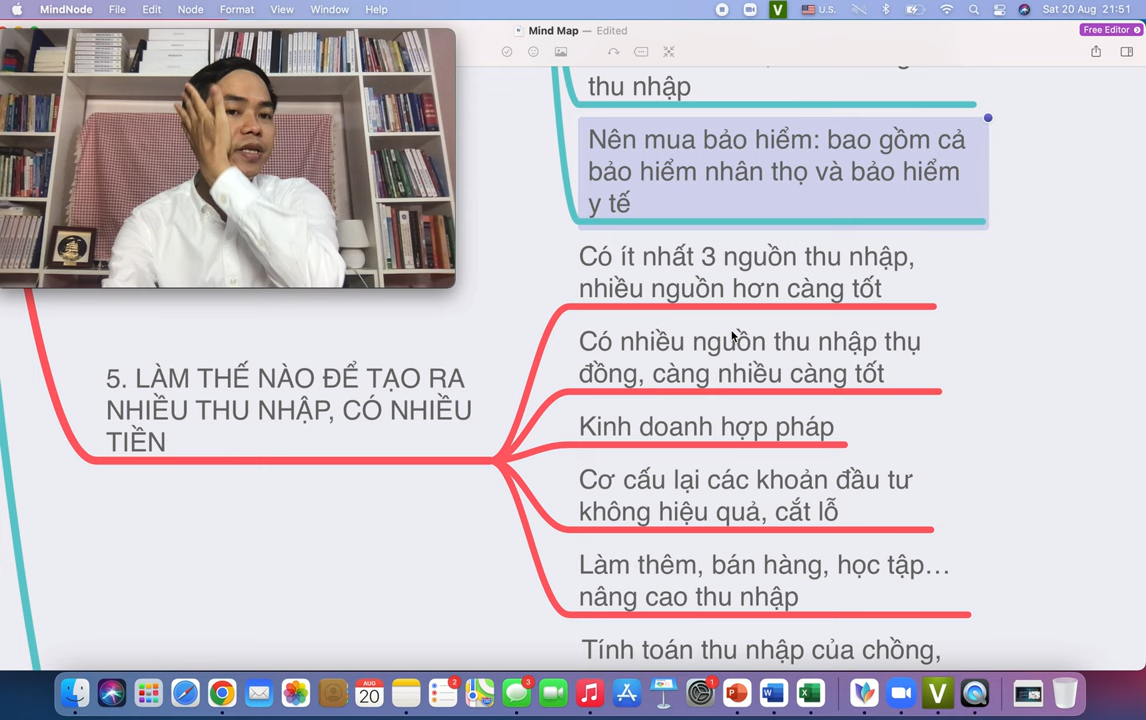 MindNode File Edit Node Format View Window Help V U.S. Sat 20 Aug 21:51
Mind Map — Edited
Free Editor
thu nhập
Nên mua bảo hiểm: bao gồm cả
bảo hiểm nhân thọ và bảo hiểm
y tế
Có ít nhất 3 nguồn thu nhập,
nhiều nguồn hơn càng tốt
Có nhiều nguồn thu nhập thụ
đồng, càng nhiều càng tốt
5. LÀM THẾ NÀO ĐỂ TẠO RA
NHIỀU THU NHẬP, CÓ NHIỀU
TIỀN
Kinh doanh hợp pháp
Cơ cấu lại các khoản đầu tư
không hiệu quả, cắt lỗ
Làm thêm, bán hàng, học tập…
nâng cao thu nhập
Tính toán thu nhập của chồng,
AUG
20
2
3
1
P
W
X
V